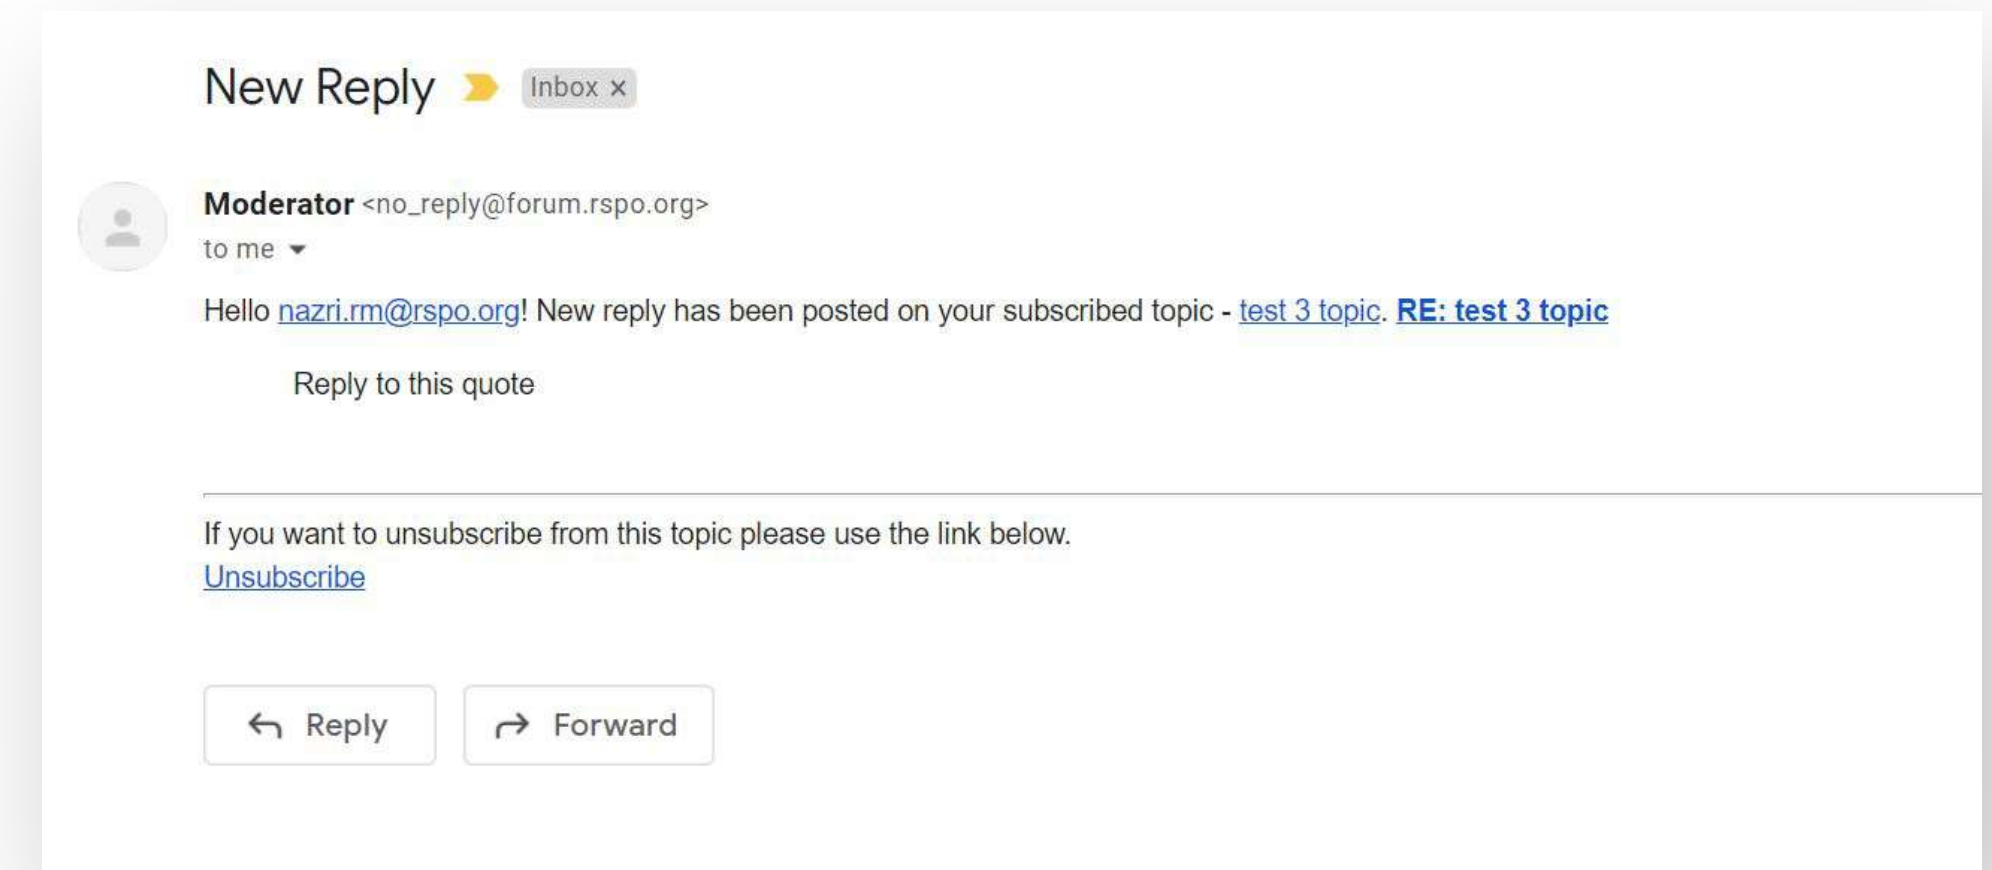 New Reply Inbox ×
Moderator <no_reply@forum.rspo.org>
to me
Hello nazri.rm@rspo.org! New reply has been posted on your subscribed topic - test 3 topic. RE: test 3 topic
Reply to this quote
If you want to unsubscribe from this topic please use the link below.
Unsubscribe
Reply Forward